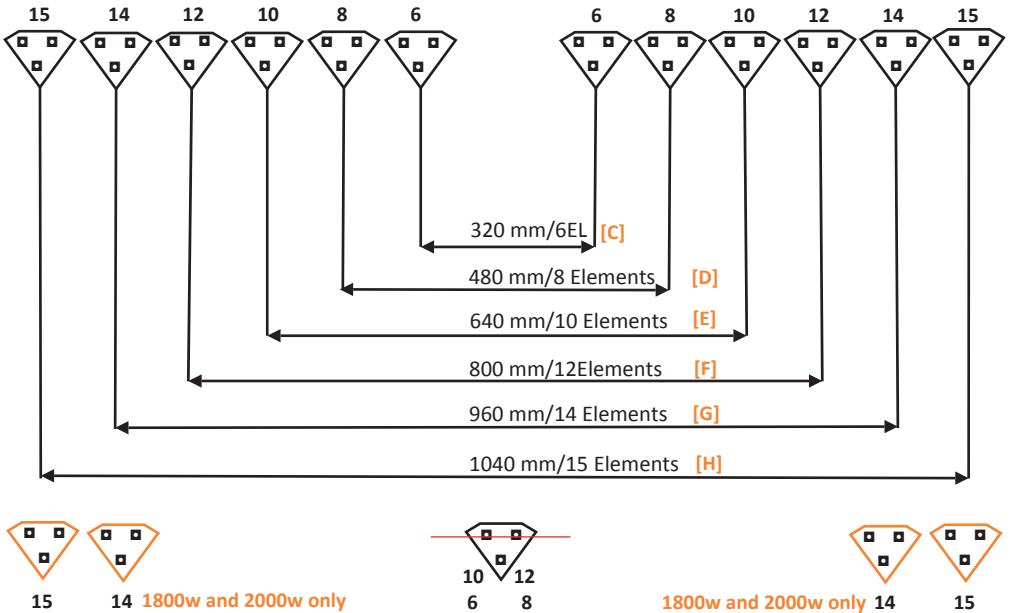 15 14 12 10 8 6 6 8 10 12 14 15
320 mm/6EL [C]
480 mm/8 Elements [D]
640 mm/10 Elements [E]
800 mm/12Elements [F]
960 mm/14 Elements [G]
1040 mm/15 Elements [H]
10 12
15 14 1800w and 2000w only 6 8 1800w and 2000w only 14 15